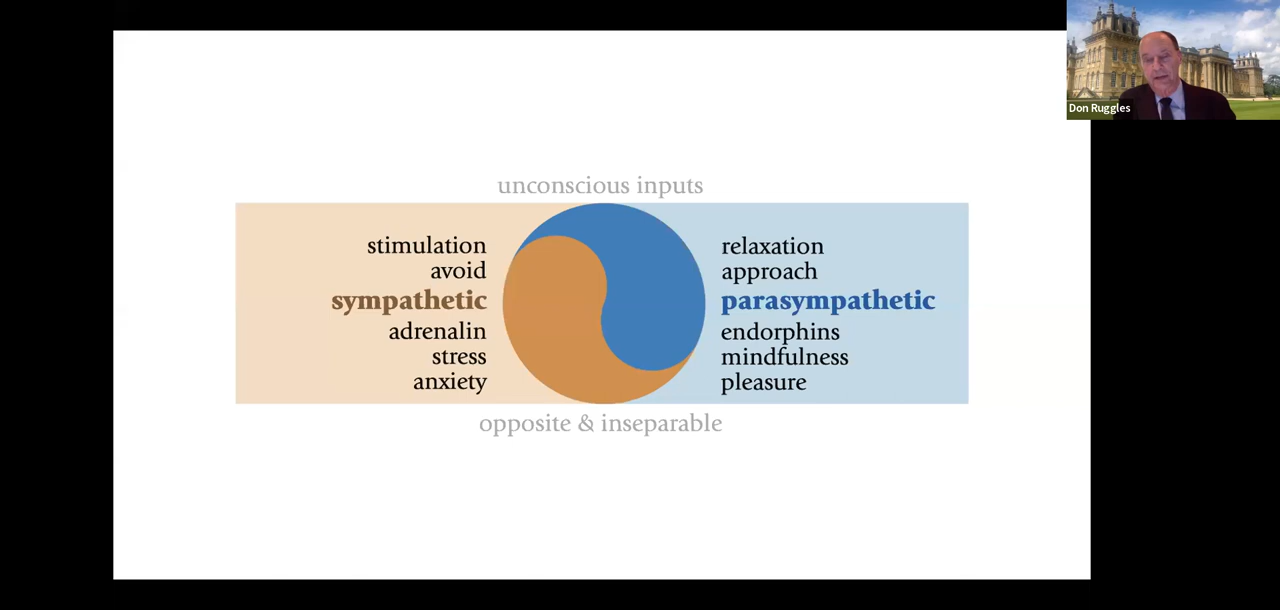 Don Ruggles
unconscious inputs
stimulation
avoid
sympathetic
adrenalin
stress
anxiety
relaxation
approach
parasympathetic
endorphins
mindfulness
pleasure
opposite & inseparable